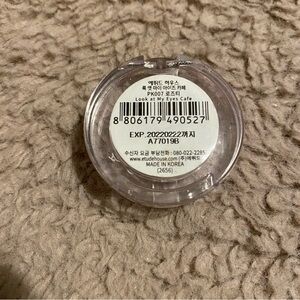 에뛰드 하우스
룩 앳 마이 아이즈 카페
PK007 로즈티
Look at My Eyes Cafe
8 806179 490527
EXP. 20220222까지
A77019B
수신자 요금 부담전화 : 080-022-2285
www.etudehouse.com (주)에뛰드
MADE IN KOREA
(2656)